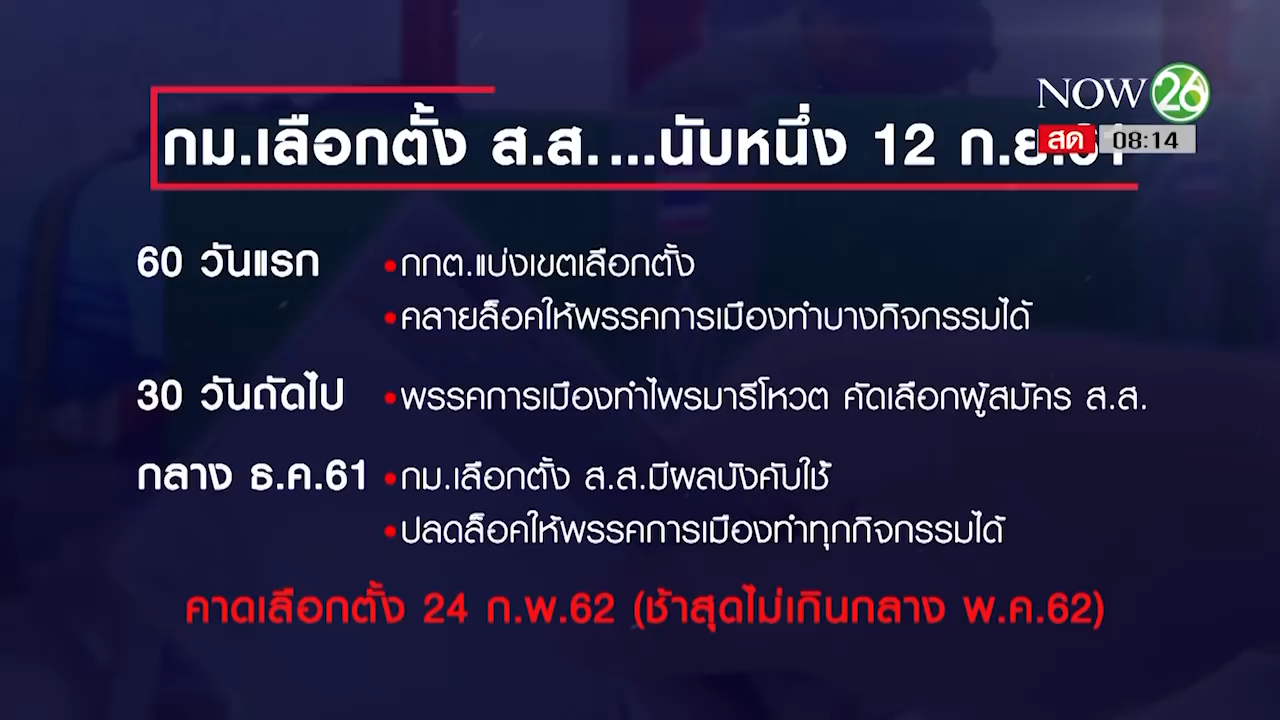 NOW 26
กม.เลือกตั้ง ส.ส....นับหนึ่ง 12 ก.ย.61
สด 08:14
60 วันแรก •กกต.แบ่งเขตเลือกตั้ง
•คลายล็อคให้พรรคการเมืองทำบางกิจกรรมได้
30 วันถัดไป •พรรคการเมืองทำไพรมารีโหวต คัดเลือกผู้สมัคร ส.ส.
กลาง ธ.ค.61 •กม.เลือกตั้ง ส.ส.มีผลบังคับใช้
•ปลดล็อคให้พรรคการเมืองทำทุกกิจกรรมได้
คาดเลือกตั้ง 24 ก.พ.62 (ช้าสุดไม่เกินกลาง พ.ค.62)